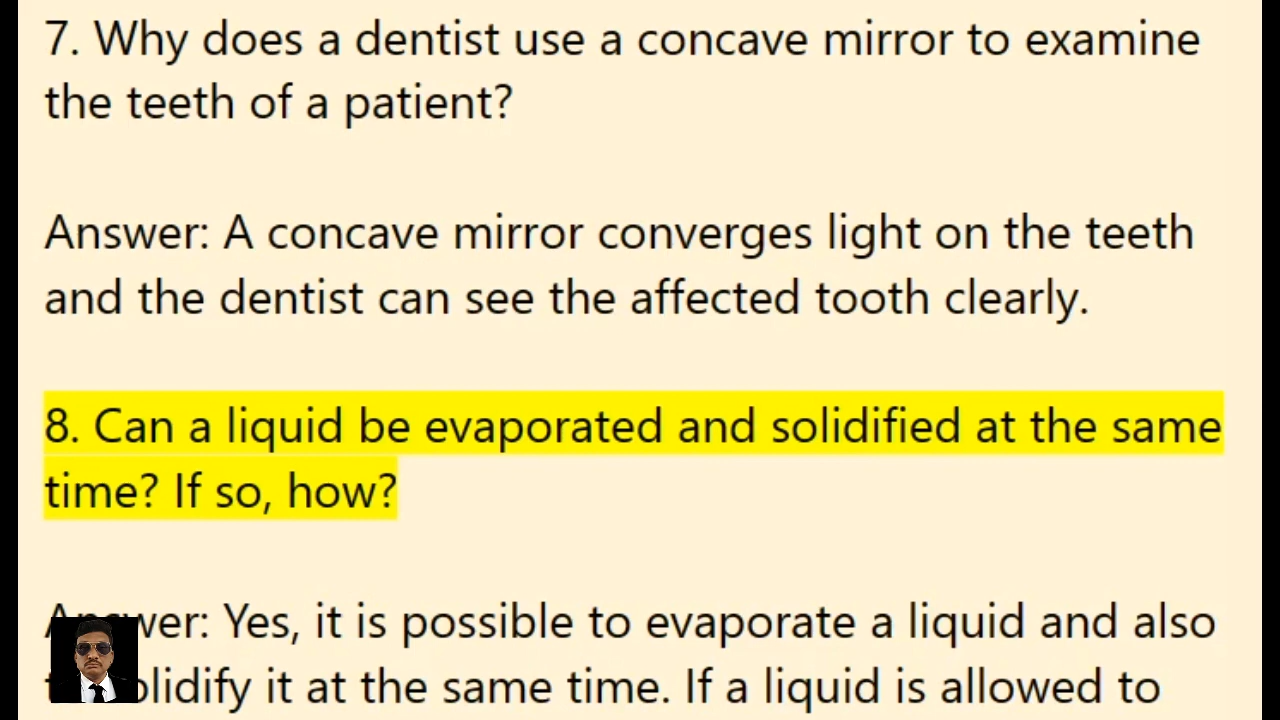 7. Why does a dentist use a concave mirror to examine
the teeth of a patient?
Answer: A concave mirror converges light on the teeth
and the dentist can see the affected tooth clearly.
8. Can a liquid be evaporated and solidified at the same
time? If so, how?
Answer: Yes, it is possible to evaporate a liquid and also
solidify it at the same time. If a liquid is allowed to